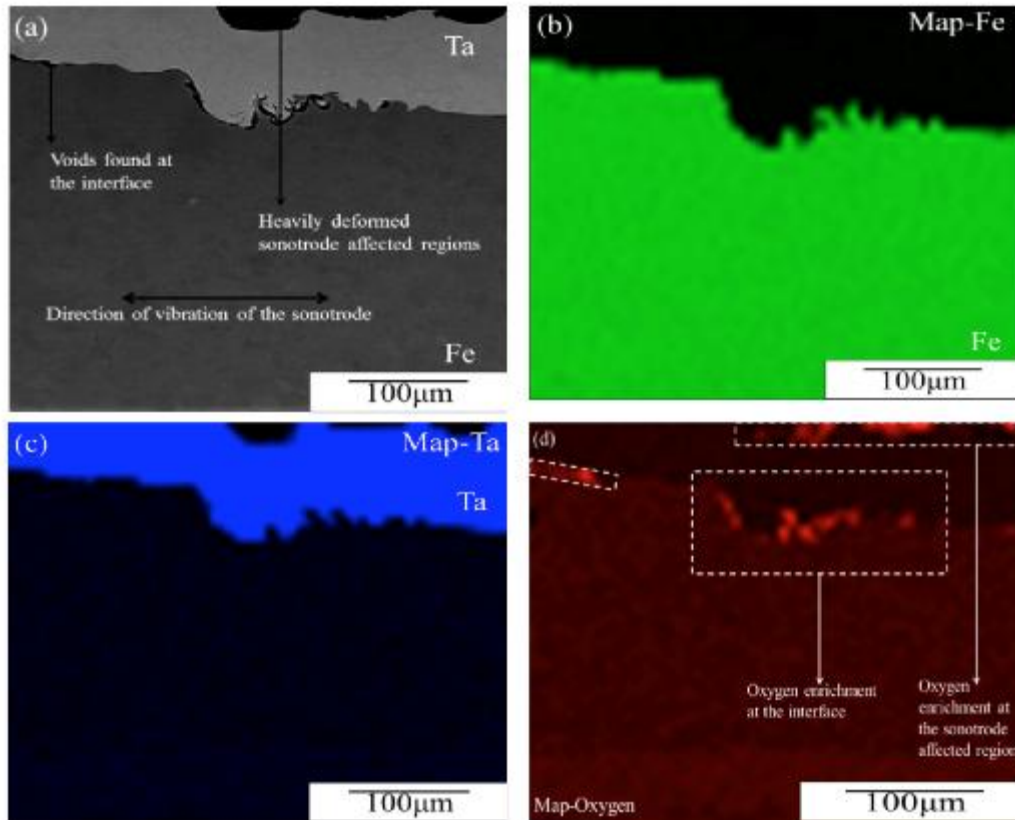 (a)
Ta
Voids found at
the interface
Heavily deformed
sonotrode affected regions
Direction of vibration of the sonotrode
Fe
100μm
(b)
Map-Fe
Fe
100μm
(c)
Map-Ta
Ta
100μm
(d)
Oxygen enrichment
at the interface
Oxygen
enrichment at
the sonotrode
affected region
Map-Oxygen
100μm